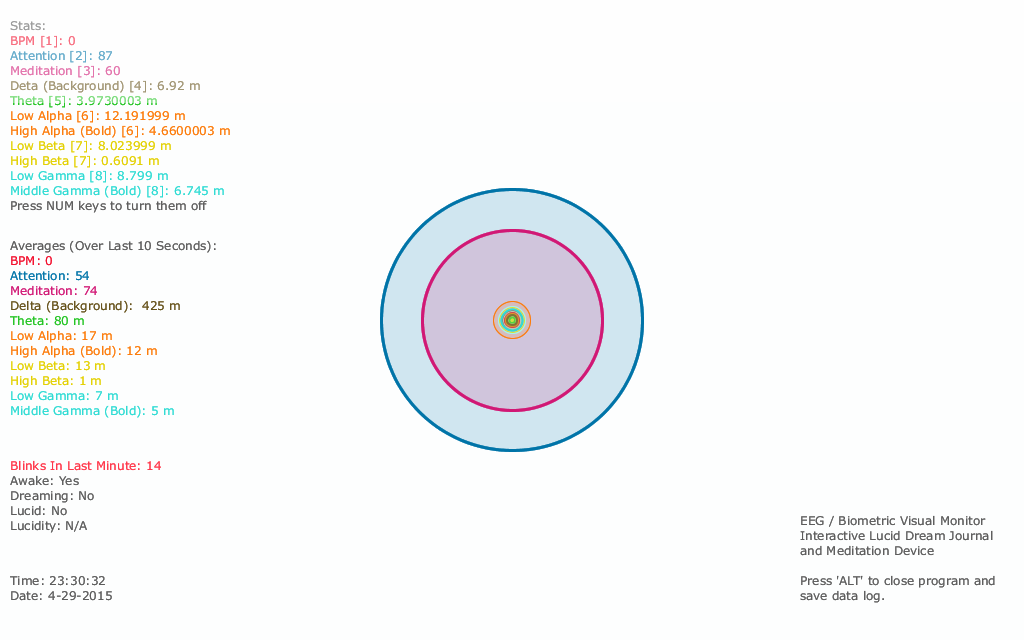 Stats:
BPM [1]: 0
Attention [2]: 87
Meditation [3]: 60
Deta (Background) [4]: 6.92 m
Theta [5]: 3.9730003 m
Low Alpha [6]: 12.191999 m
High Alpha (Bold) [6]: 4.6600003 m
Low Beta [7]: 8.023999 m
High Beta [7]: 0.6091 m
Low Gamma [8]: 8.799 m
Middle Gamma (Bold) [8]: 6.745 m
Press NUM keys to turn them off
Averages (Over Last 10 Seconds):
BPM: 0
Attention: 54
Meditation: 74
Delta (Background):  425 m
Theta: 80 m
Low Alpha: 17 m
High Alpha (Bold): 12 m
Low Beta: 13 m
High Beta: 1 m
Low Gamma: 7 m
Middle Gamma (Bold): 5 m
Blinks In Last Minute: 14
Awake: Yes
Dreaming: No
Lucid: No
Lucidity: N/A
Time: 23:30:32
Date: 4-29-2015
EEG / Biometric Visual Monitor
Interactive Lucid Dream Journal
and Meditation Device
Press 'ALT' to close program and
save data log.